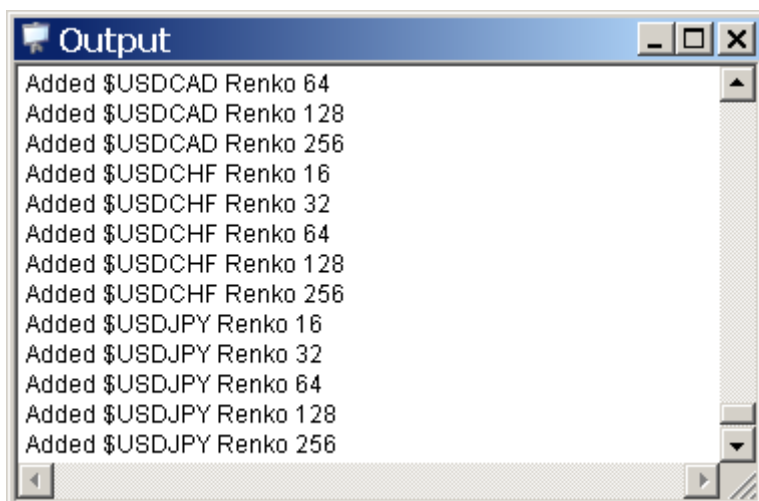 Output
Added $USDCAD Renko 64
Added $USDCAD Renko 128
Added $USDCAD Renko 256
Added $USDCHF Renko 16
Added $USDCHF Renko 32
Added $USDCHF Renko 64
Added $USDCHF Renko 128
Added $USDCHF Renko 256
Added $USDJPY Renko 16
Added $USDJPY Renko 32
Added $USDJPY Renko 64
Added $USDJPY Renko 128
Added $USDJPY Renko 256